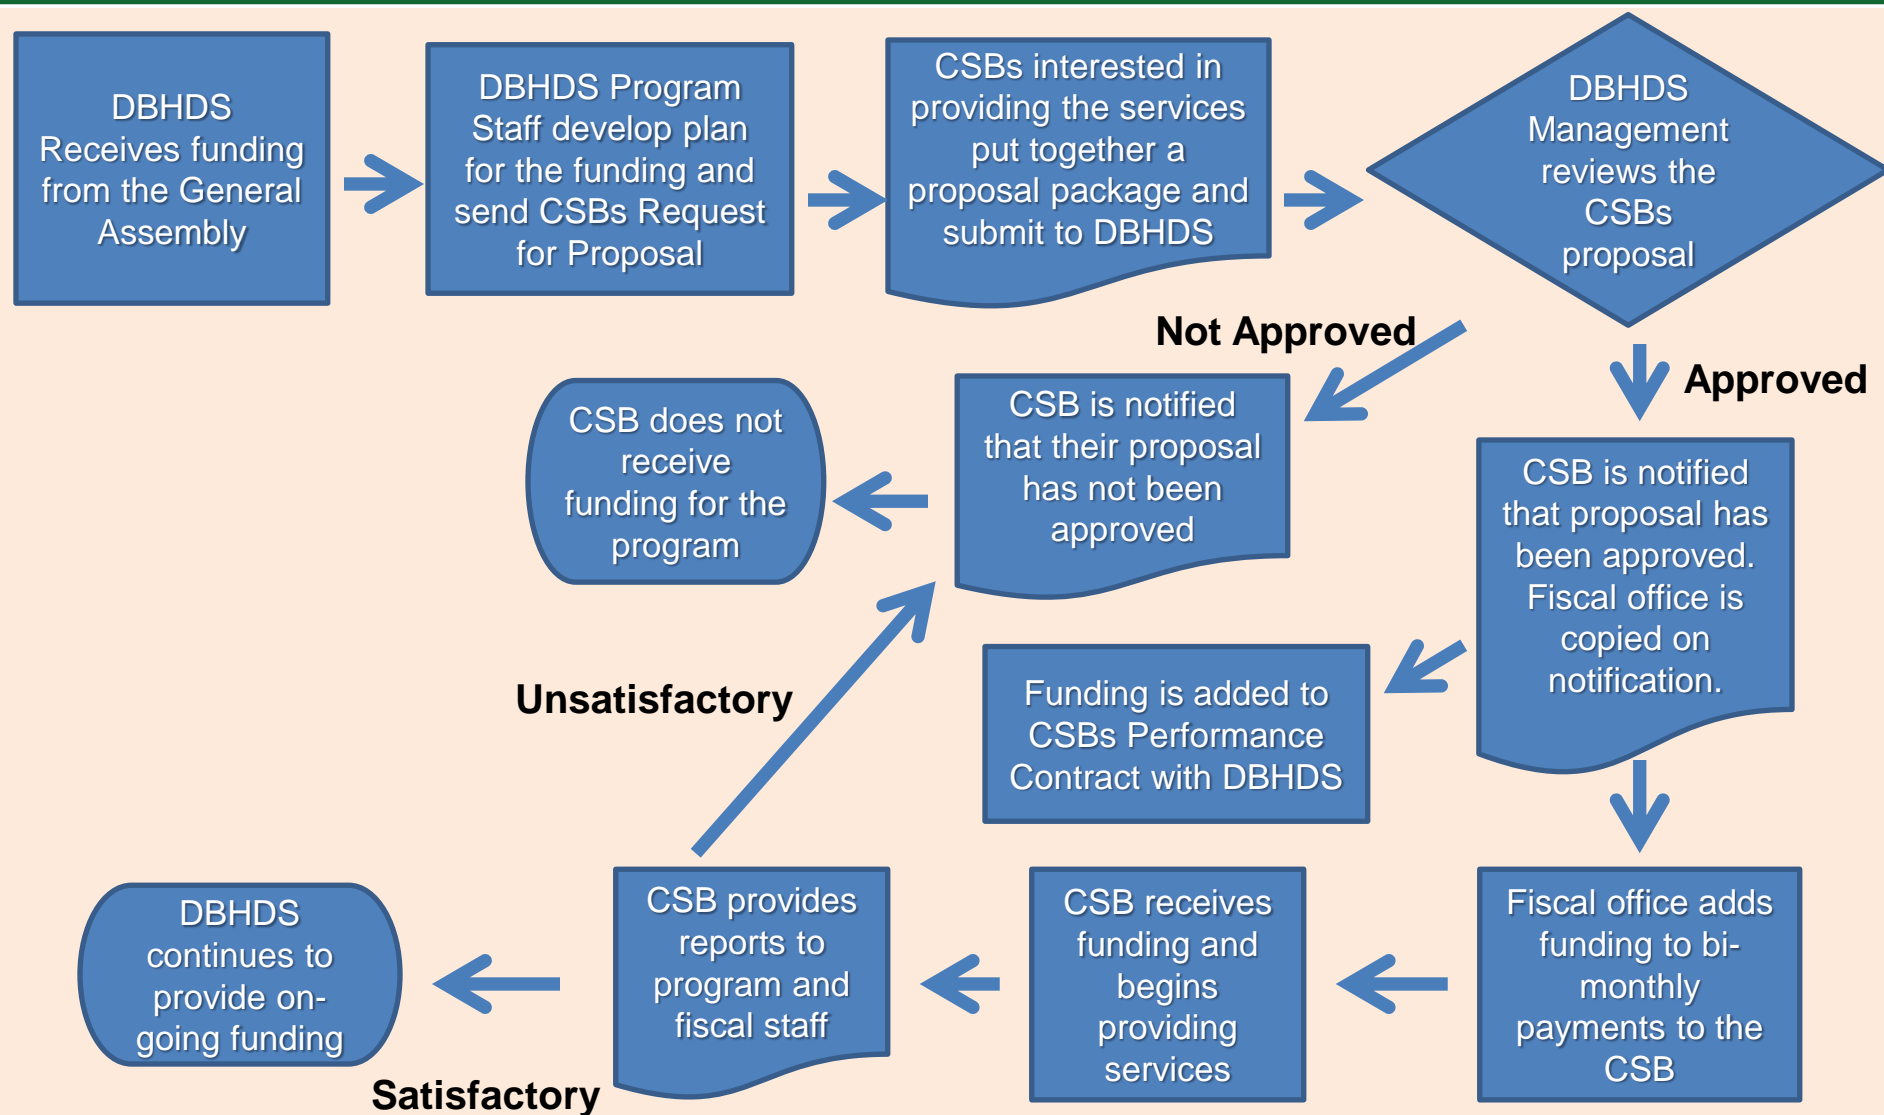 DBHDS
Receives funding
from the General
Assembly
DBHDS Program
Staff develop plan
for the funding and
send CSBs Request
for Proposal
CSBs interested in
providing the services
put together a
proposal package and
submit to DBHDS
DBHDS
Management
reviews the
CSBs
proposal
Not Approved
Approved
CSB does not
receive
funding for the
program
CSB is notified
that their proposal
has not been
approved
CSB is notified
that proposal has
been approved.
Fiscal office is
copied on
notification.
Unsatisfactory
Funding is added to
CSBs Performance
Contract with DBHDS
DBHDS
continues to
provide on-
going funding
CSB provides
reports to
program and
fiscal staff
CSB receives
funding and
begins
providing
services
Fiscal office adds
funding to bi-
monthly
payments to the
CSB
Satisfactory